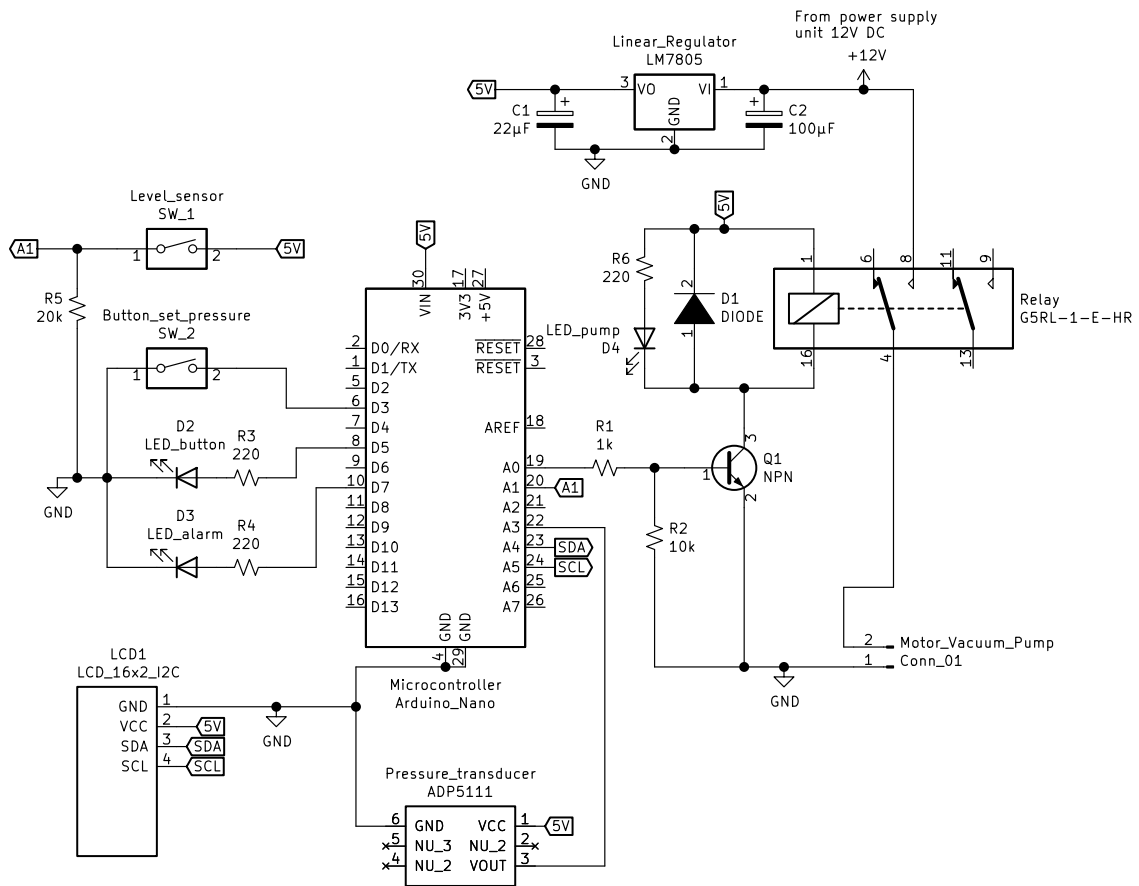 From power supply
unit 12V DC
+12V
Linear_Regulator
LM7805
5V
3
VO
VI
1
GND
2
C1
22µF
+
+
C2
100µF
GND
Level_sensor
SW_1
A1
1
2
5V
R5
20k
Button_set_pressure
SW_2
1
2
D2
LED_button
R3
220
GND
D3
LED_alarm
R4
220
5V
30
17
27
VIN
3V3
+5V
2 D0/RX
1 D1/TX
5 D2
6 D3
7 D4
8 D5
9 D6
10 D7
11 D8
12 D9
13 D10
14 D11
15 D12
16 D13
RESET 28
RESET 3
AREF 18
A0 19
A1 20
A1
A2 21
A3 22
A4 23
SDA
A5 24
SCL
A6 25
A7 26
GND
GND
4
29
Microcontroller
Arduino_Nano
5V
R6
220
LED_pump
D4
2
D1
DIODE
1
1
16
6
8
11
9
4
13
Relay
G5RL-1-E-HR
R1
1k
R2
10k
1
3
2
Q1
NPN
2 Motor_Vacuum_Pump
1 Conn_01
GND
LCD1
LCD_16x2_I2C
GND 1
VCC 2
5V
SDA 3
SDA
SCL 4
SCL
GND
Pressure_transducer
ADP5111
6 GND
VCC 1
5V
5 NU_3
NU_2 2
4 NU_2
VOUT 3